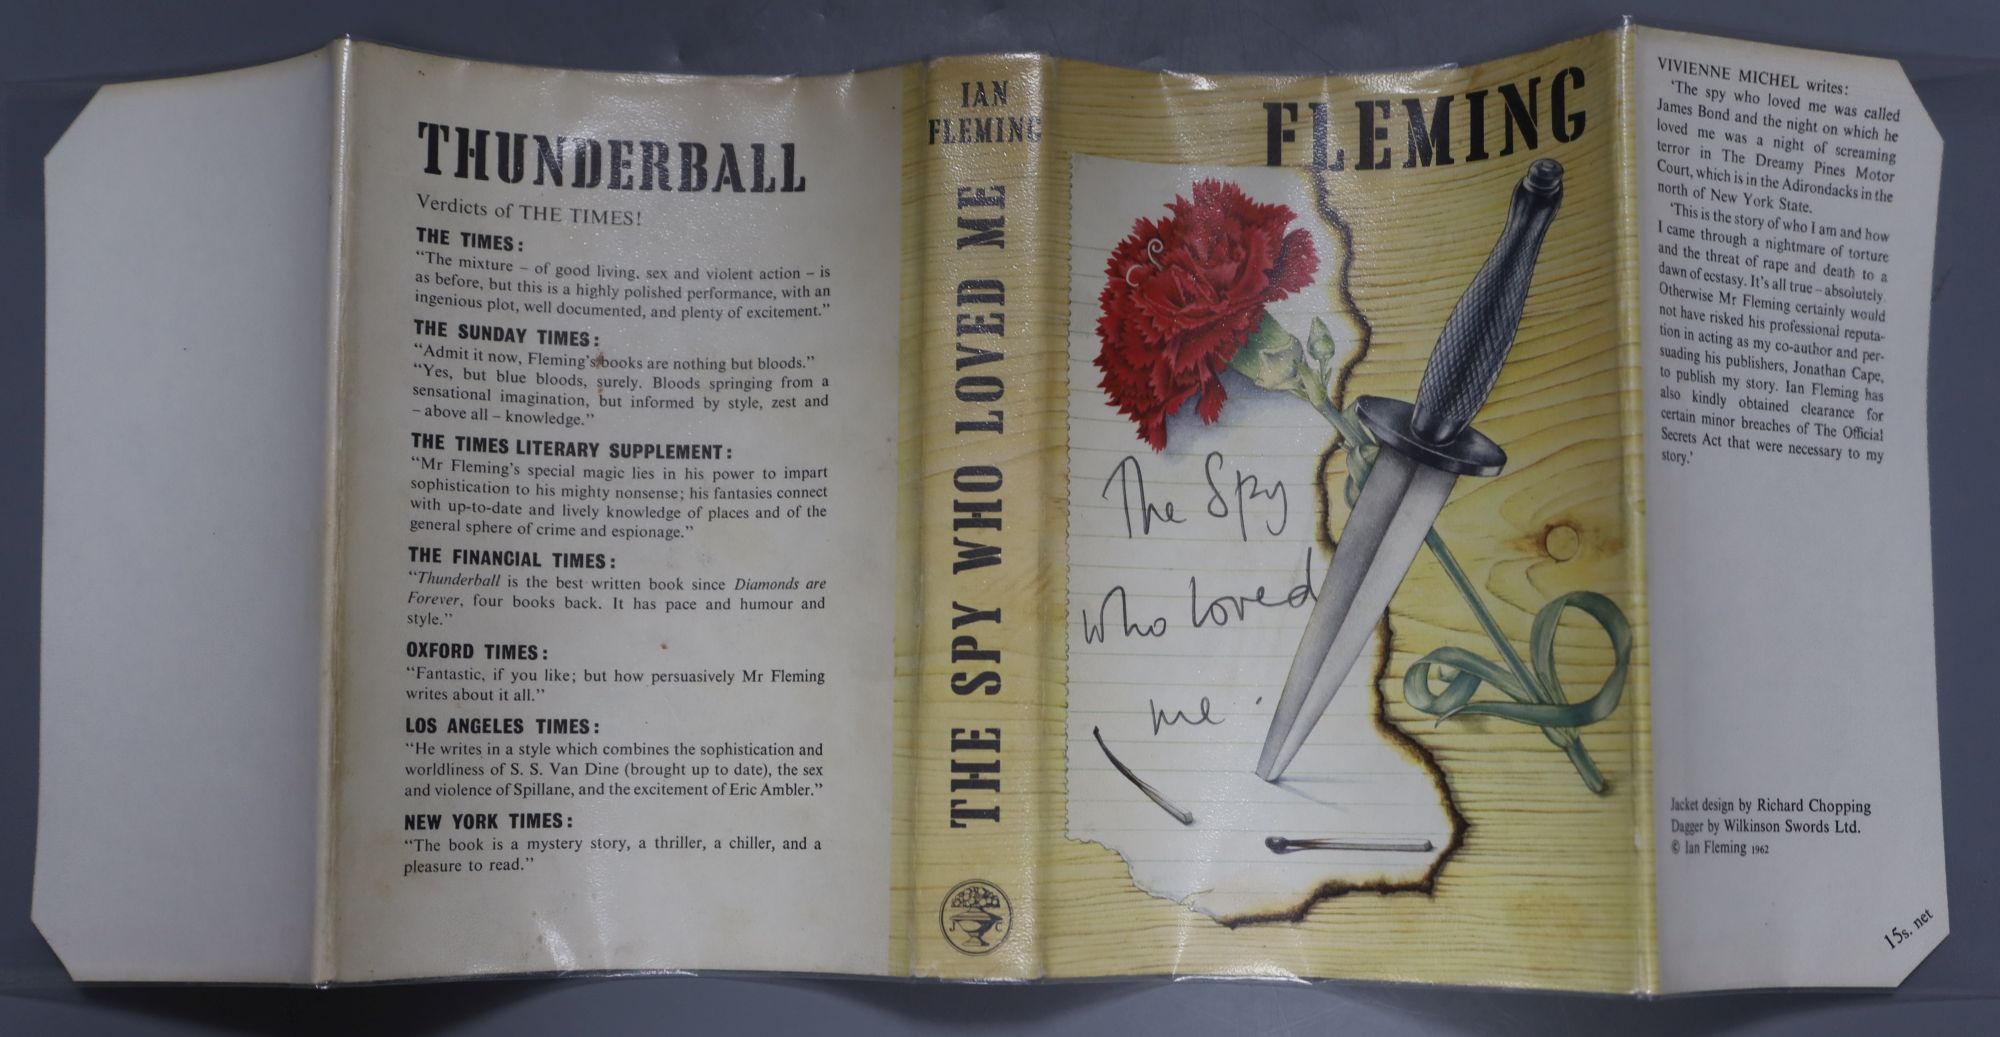 THUNDERBALL
Verdicts of THE TIMES!
THE TIMES:
“The mixture – of good living, sex and violent action – is
as before, but this is a highly polished performance, with an
ingenious plot, well documented, and plenty of excitement.”
THE SUNDAY TIMES:
“Admit it now, Fleming's books are nothing but bloods.”
“Yes, but blue bloods, surely. Bloods springing from a
sensational imagination, but informed by style, zest and
– above all – knowledge.”
THE TIMES LITERARY SUPPLEMENT:
“Mr Fleming's special magic lies in his power to impart
sophistication to his mighty nonsense; his fantasies connect
with up-to-date and lively knowledge of places and of the
general sphere of crime and espionage.”
THE FINANCIAL TIMES:
“Thunderball is the best written book since Diamonds are
Forever, four books back. It has pace and humour and
style.”
OXFORD TIMES:
“Fantastic, if you like; but how persuasively Mr Fleming
writes about it all.”
LOS ANGELES TIMES:
“He writes in a style which combines the sophistication and
worldliness of S. S. Van Dine (brought up to date), the sex
and violence of Spillane, and the excitement of Eric Ambler.”
NEW YORK TIMES:
“The book is a mystery story, a thriller, a chiller, and a
pleasure to read.”
IAN
FLEMING
THE SPY WHO LOVED ME
J C
FLEMING
The Spy
who loved
me.
VIVIENNE MICHEL writes:
‘The spy who loved me was called
James Bond and the night on which he
loved me was a night of screaming
terror in The Dreamy Pines Motor
Court, which is in the Adirondacks in the
north of New York State.
‘This is the story of who I am and how
I came through a nightmare of torture
and the threat of rape and death to a
dawn of ecstasy. It's all true – absolutely.
Otherwise Mr Fleming certainly would
not have risked his professional reputa-
tion in acting as my co-author and per-
suading his publishers, Jonathan Cape,
to publish my story. Ian Fleming has
also kindly obtained clearance for
certain minor breaches of The Official
Secrets Act that were necessary to my
story.’
Jacket design by Richard Chopping
Dagger by Wilkinson Swords Ltd.
© Ian Fleming 1962
15s. net